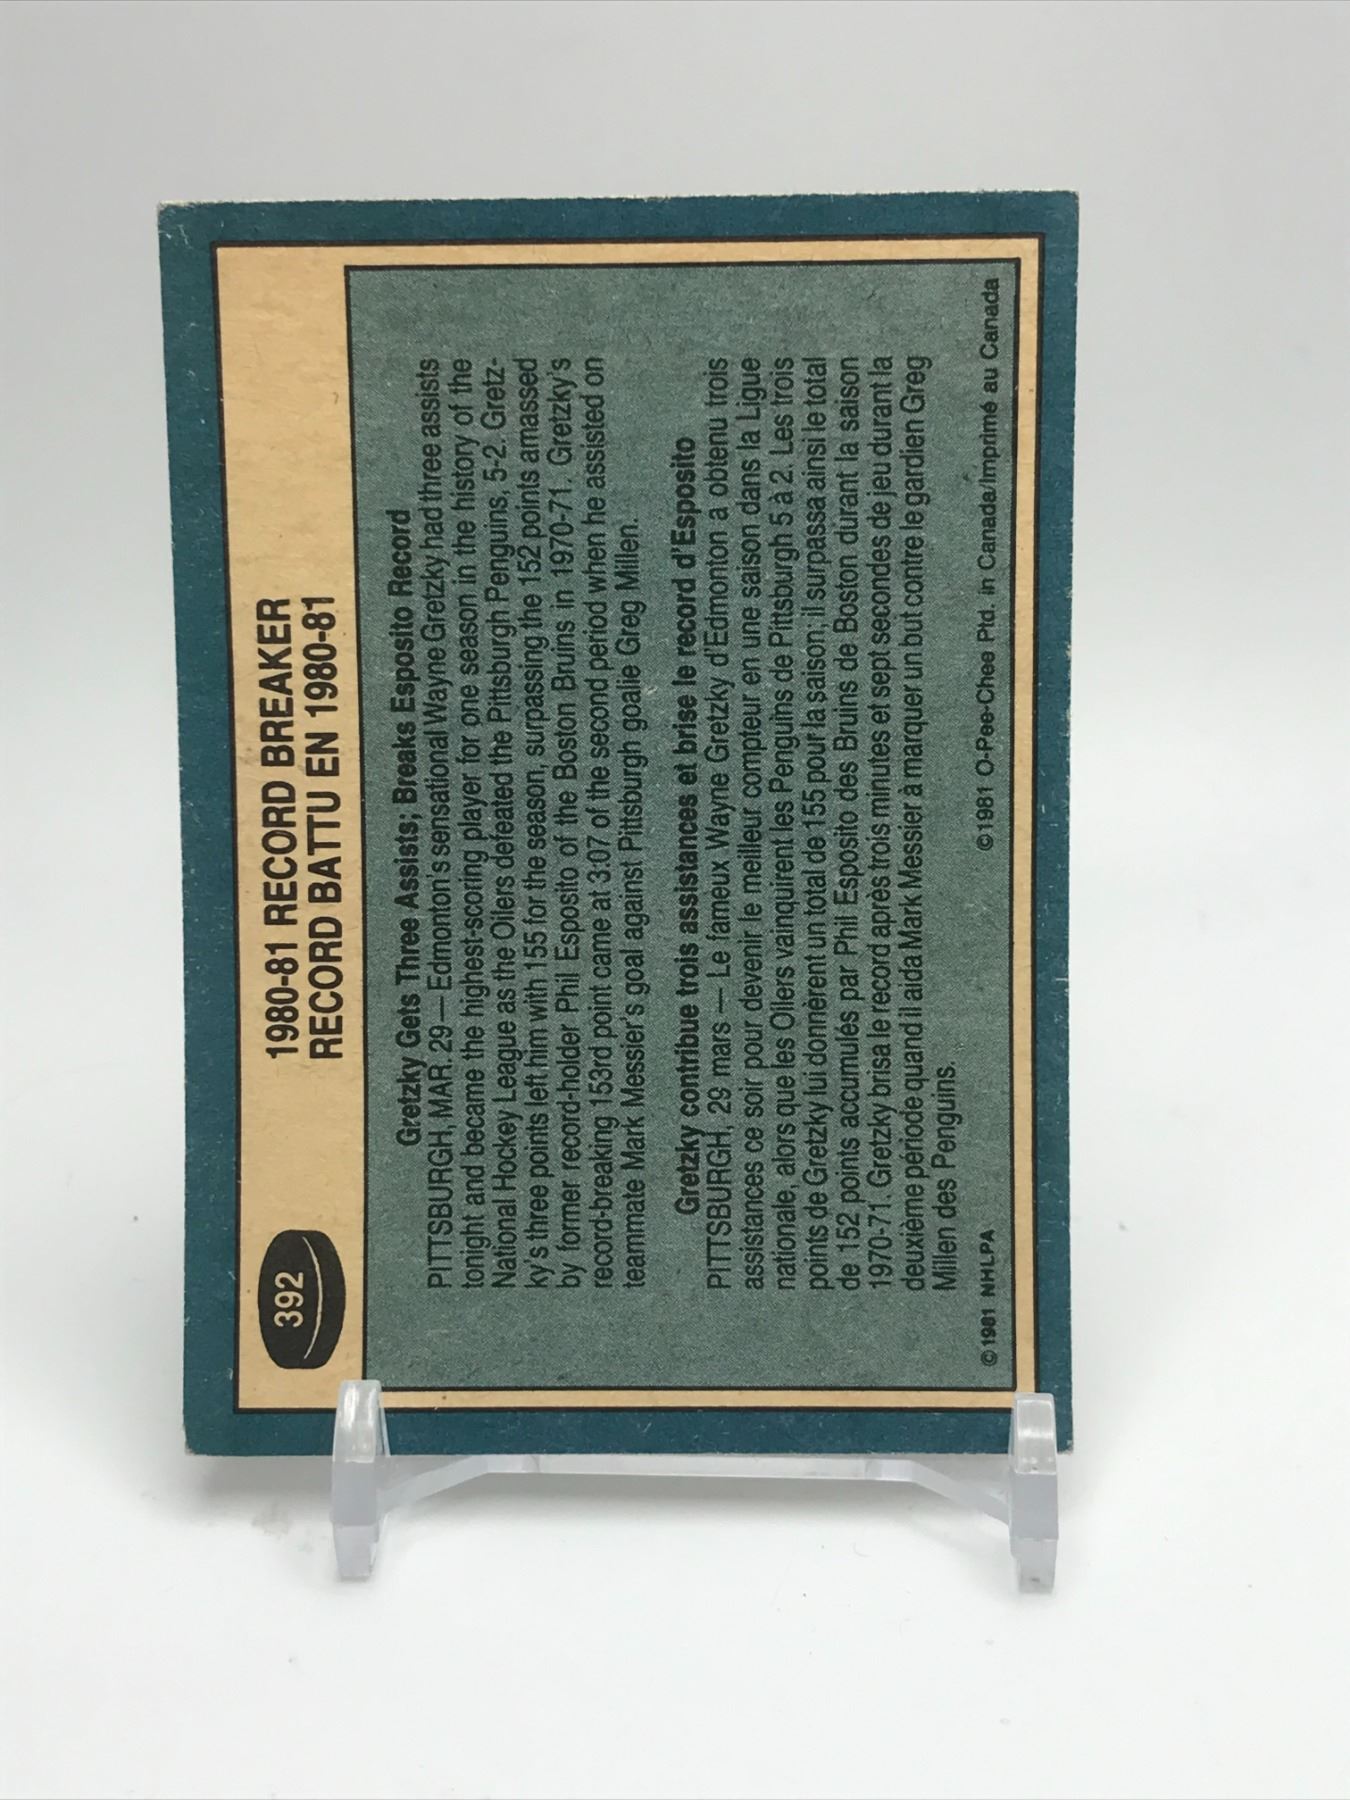 392
1980-81 RECORD BREAKER
RECORD BATTU EN 1980-81
Gretzky Gets Three Assists; Breaks Esposito Record
PITTSBURGH, MAR. 29 — Edmonton's sensational Wayne Gretzky had three assists
tonight and became the highest-scoring player for one season in the history of the
National Hockey League as the Oilers defeated the Pittsburgh Penguins, 5-2. Gretz-
ky's three points left him with 155 for the season, surpassing the 152 points amassed
by former record-holder Phil Esposito of the Boston Bruins in 1970-71. Gretzky's
record-breaking 153rd point came at 3:07 of the second period when he assisted on
teammate Mark Messier's goal against Pittsburgh goalie Greg Millen.
Gretzky contribue trois assistances et brise le record d'Esposito
PITTSBURGH, 29 mars — Le fameux Wayne Gretzky d'Edmonton a obtenu trois
assistances ce soir pour devenir le meilleur compteur en une saison dans la Ligue
nationale, alors que les Oilers vainquirent les Penguins de Pittsburgh 5 à 2. Les trois
points de Gretzky lui donnèrent un total de 155 pour la saison; il surpassa ainsi le total
de 152 points accumulés par Phil Esposito des Bruins de Boston durant la saison
1970-71. Gretzky brisa le record après trois minutes et sept secondes de jeu durant la
deuxième période quand il aida Mark Messier à marquer un but contre le gardien Greg
Millen des Penguins.
©1981 NHLPA ©1981 O-Pee-Chee Ptd. in Canada/Imprimé au Canada